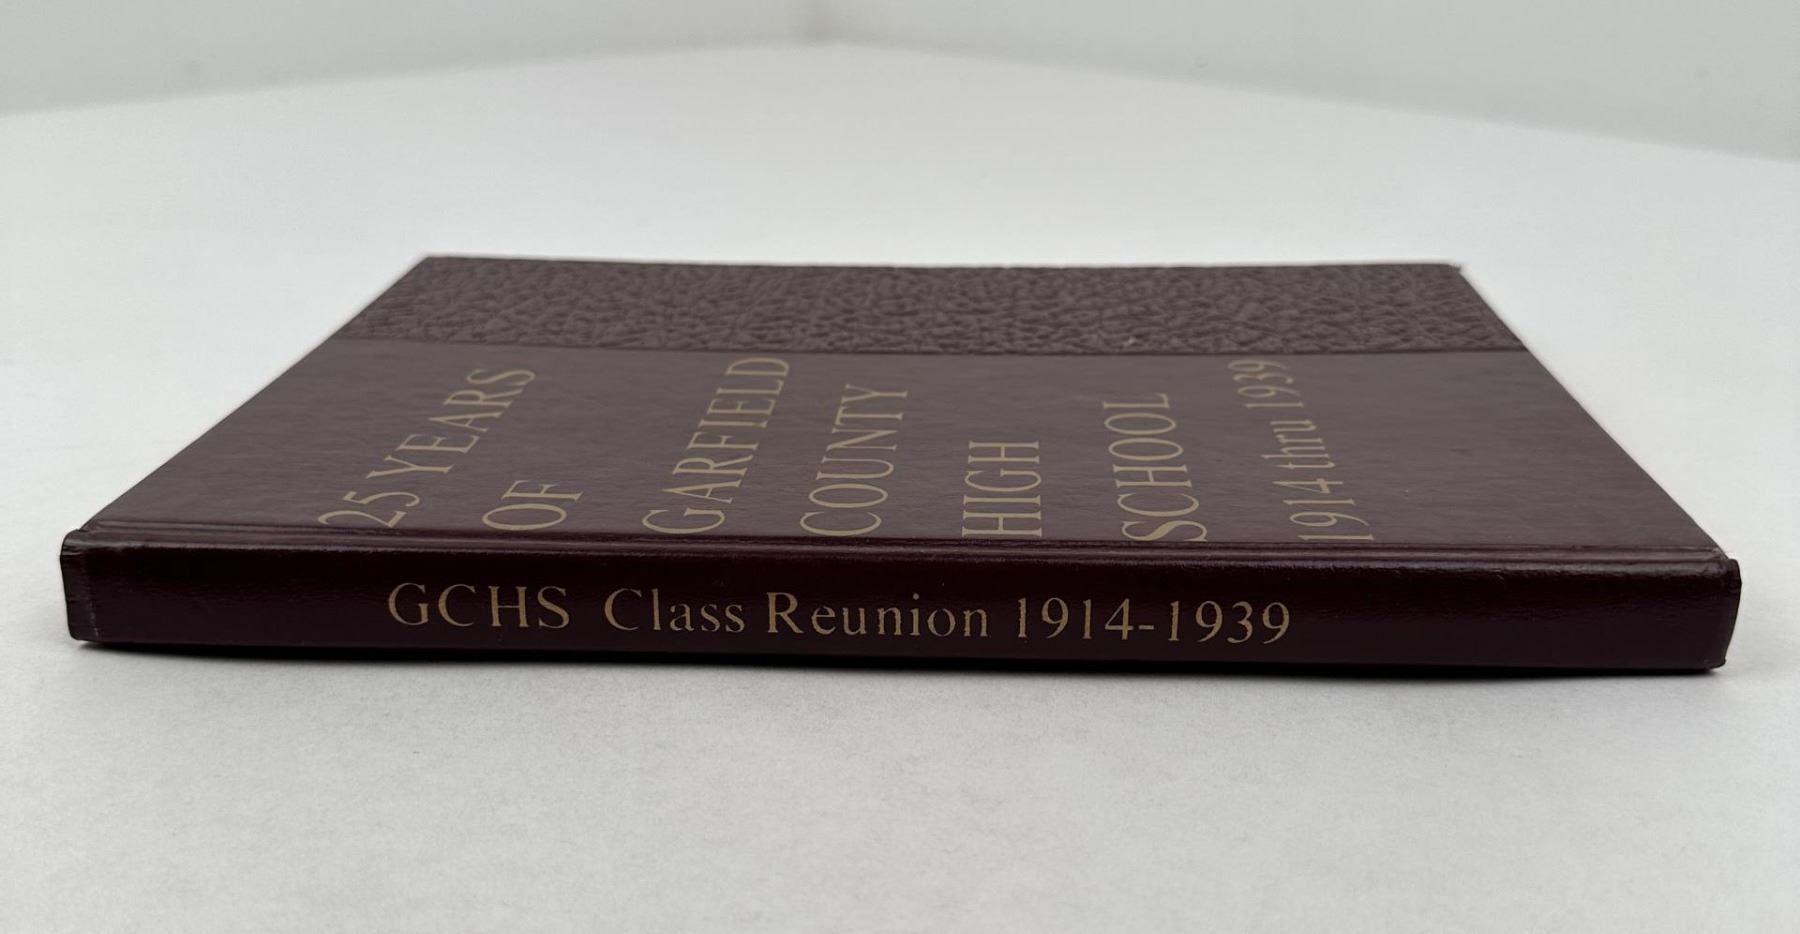 25 YEARS
OF
GARFIELD
COUNTY
HIGH
SCHOOL
1914 thru 1939
GCHS Class Reunion 1914-1939